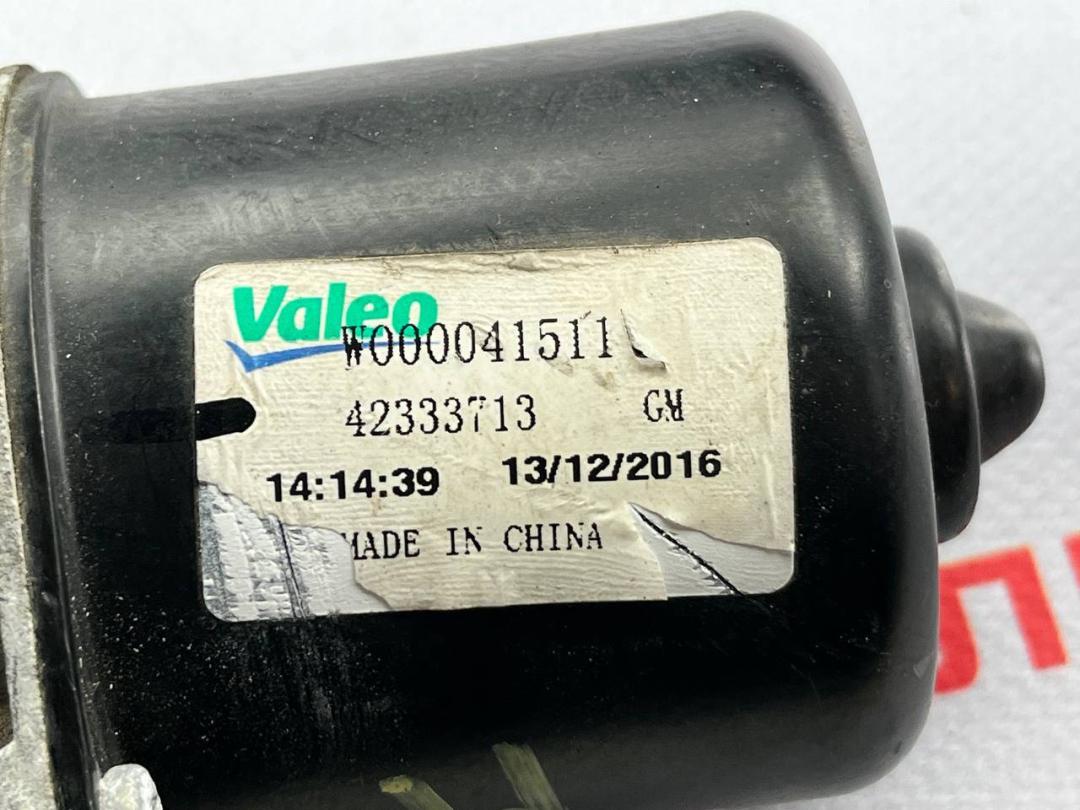 Valeo
W000041511
42333713 GM
14:14:39 13/12/2016
MADE IN CHINA